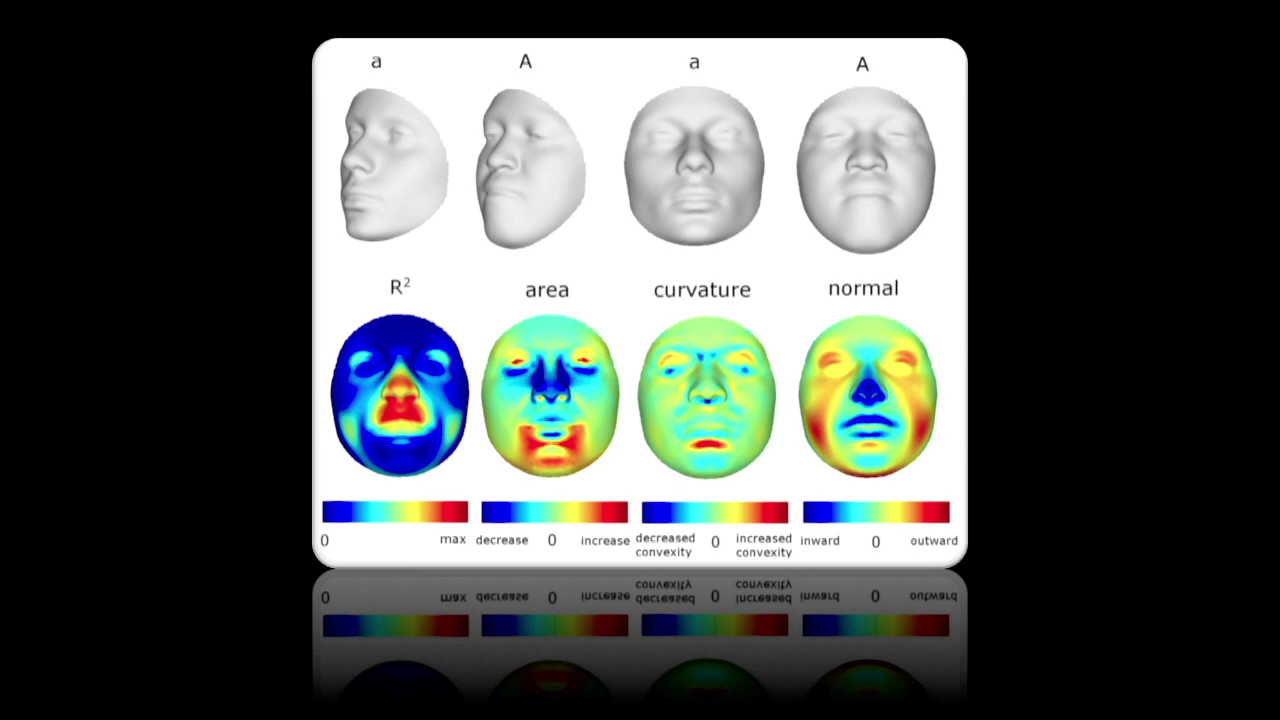 a A a A
R² area curvature normal
0 max decrease 0 increase decreased convexity 0 increased convexity inward 0 outward